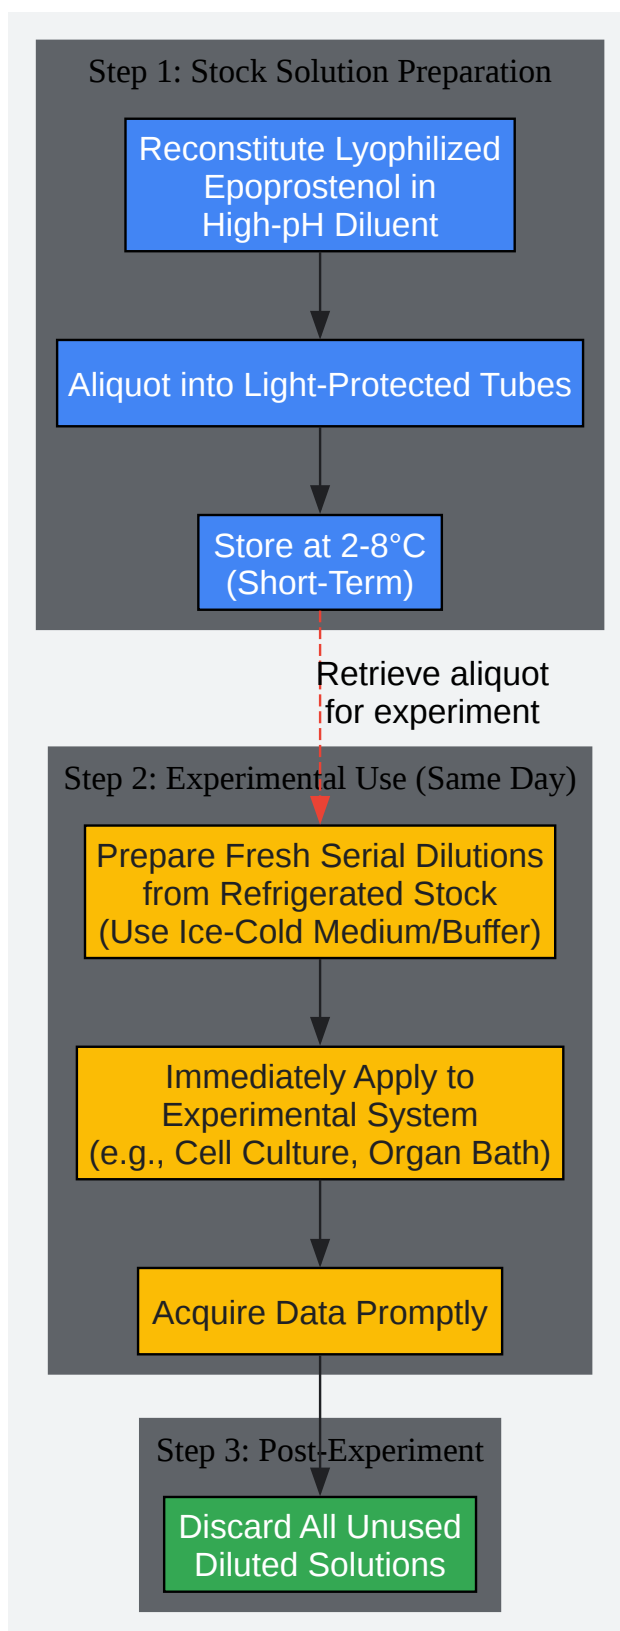 Step 1: Stock Solution Preparation
Reconstitute Lyophilized
Epoprostenol in
High-pH Diluent
Aliquot into Light-Protected Tubes
Store at 2-8°C
(Short-Term)
Retrieve aliquot
for experiment
Step 2: Experimental Use (Same Day)
Prepare Fresh Serial Dilutions
from Refrigerated Stock
(Use Ice-Cold Medium/Buffer)
Immediately Apply to
Experimental System
(e.g., Cell Culture, Organ Bath)
Acquire Data Promptly
Step 3: Post-Experiment
Discard All Unused
Diluted Solutions